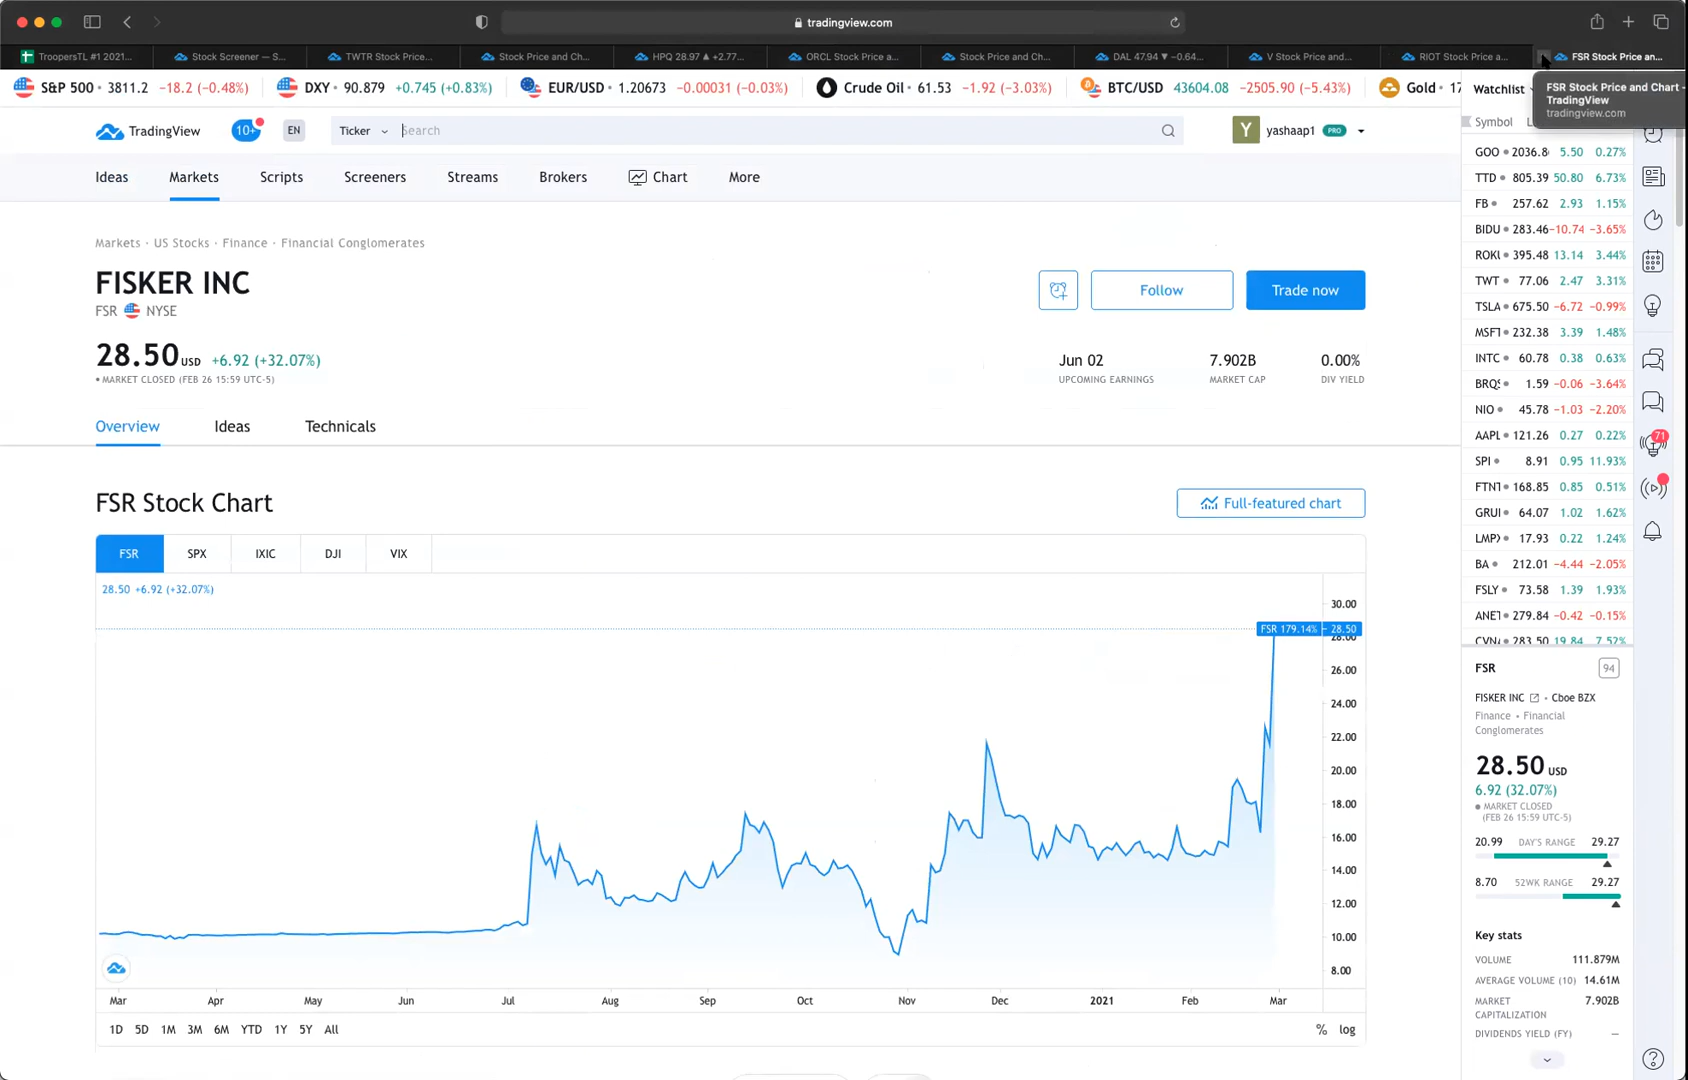 tradingview.com
TroopersTL #1 2021...
Stock Screener — S...
TWTR Stock Price...
Stock Price and Ch...
HPQ 28.97 ▲ +2.77...
ORCL Stock Price a...
Stock Price and Ch...
DAL 47.94 ▼ −0.64...
V Stock Price and...
RIOT Stock Price a...
FSR Stock Price an...
S&P 500 • 3811.2 -18.2 (-0.48%)
DXY • 90.879 +0.745 (+0.83%)
EUR/USD • 1.20673 -0.00031 (-0.03%)
Crude Oil • 61.53 -1.92 (-3.03%)
BTC/USD 43604.08 -2505.90 (-5.43%)
Gold • 17
Watchlist
FSR Stock Price and Chart –
TradingView
tradingview.com
TradingView
10+
EN
Ticker
Search
Y
yashaap1
PRO
Symbol
Ideas
Markets
Scripts
Screeners
Streams
Brokers
Chart
More
Markets · US Stocks · Finance · Financial Conglomerates
FISKER INC
FSR NYSE
Follow
Trade now
28.50 USD +6.92 (+32.07%)
• MARKET CLOSED (FEB 26 15:59 UTC-5)
Jun 02
UPCOMING EARNINGS
7.902B
MARKET CAP
0.00%
DIV YIELD
Overview
Ideas
Technicals
FSR Stock Chart
Full-featured chart
FSR
SPX
IXIC
DJI
VIX
28.50 +6.92 (+32.07%)
FSR 179.14% 28.50
30.00
28.00
26.00
24.00
22.00
20.00
18.00
16.00
14.00
12.00
10.00
8.00
Mar Apr May Jun Jul Aug Sep Oct Nov Dec 2021 Feb Mar
1D 5D 1M 3M 6M YTD 1Y 5Y All
% log
GOO • 2036.8 5.50 0.27%
TTD • 805.39 50.80 6.73%
FB • 257.62 2.93 1.15%
BIDU • 283.46 -10.74 -3.65%
ROKU • 395.48 13.14 3.44%
TWT • 77.06 2.47 3.31%
TSLA • 675.50 -6.72 -0.99%
MSFT • 232.38 3.39 1.48%
INTC • 60.78 0.38 0.63%
BRQS • 1.59 -0.06 -3.64%
NIO • 45.78 -1.03 -2.20%
AAPL • 121.26 0.27 0.22%
SPI • 8.91 0.95 11.93%
FTNT • 168.85 0.85 0.51%
GRU • 64.07 1.02 1.62%
LMPX • 17.93 0.22 1.24%
BA • 212.01 -4.44 -2.05%
FSLY • 73.58 1.39 1.93%
ANET • 279.84 -0.42 -0.15%
CVNA • 283.50 19.84 7.52%
71
FSR
94
FISKER INC • Cboe BZX
Finance • Financial
Conglomerates
28.50 USD
6.92 (32.07%)
• MARKET CLOSED
(FEB 26 15:59 UTC-5)
20.99 DAY'S RANGE 29.27
8.70 52WK RANGE 29.27
Key stats
VOLUME 111.879M
AVERAGE VOLUME (10) 14.61M
MARKET
CAPITALIZATION 7.902B
DIVIDENDS YIELD (FY) —